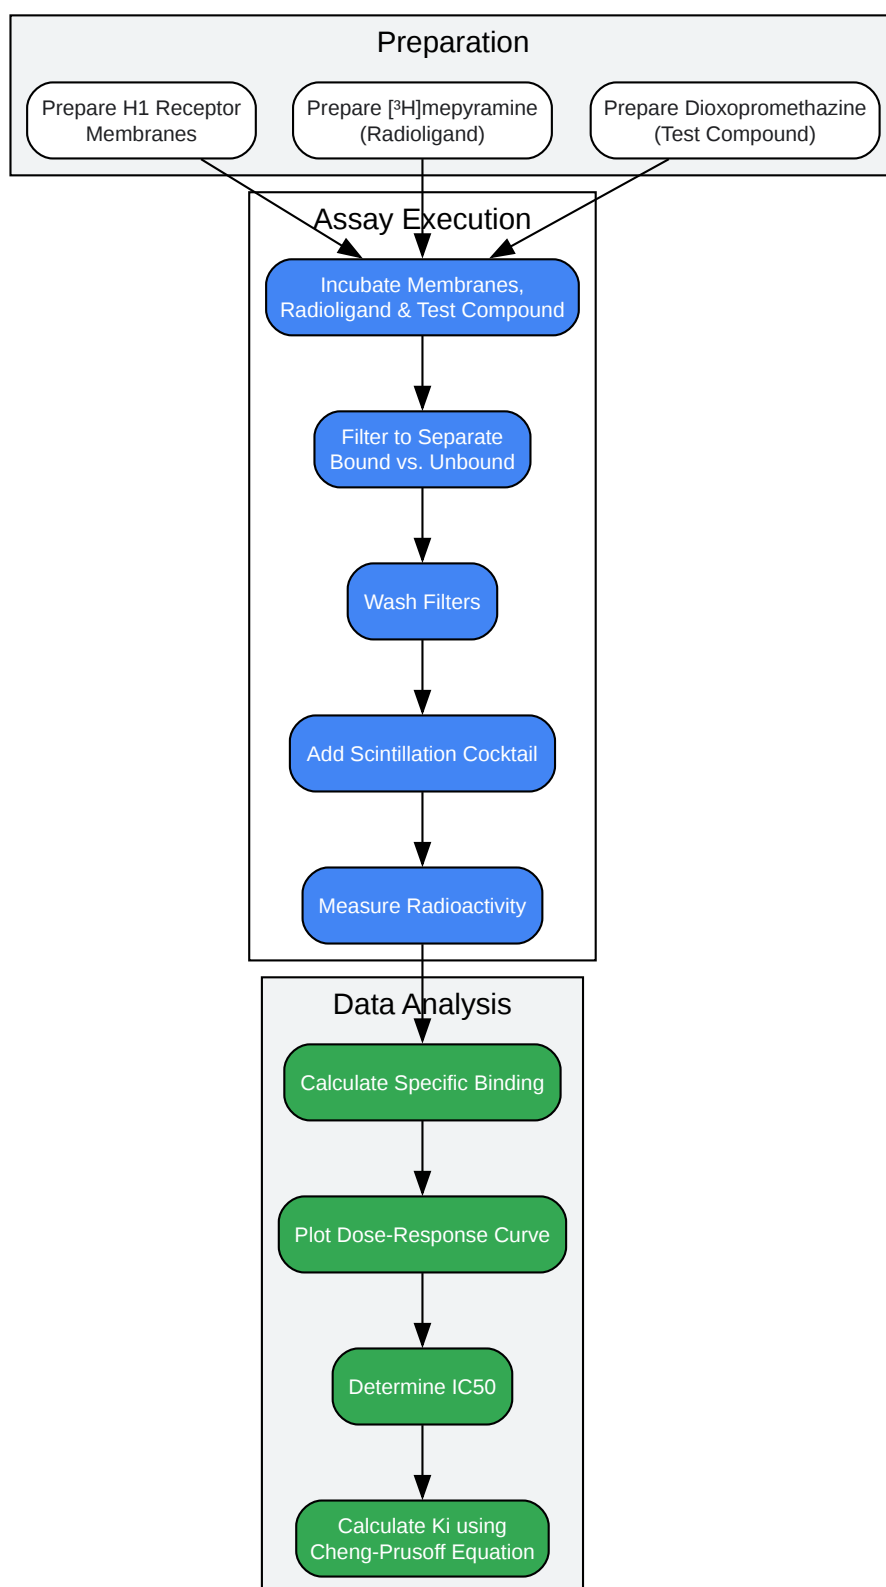 Preparation
Prepare H1 Receptor
Membranes
Prepare [³H]mepyramine
(Radioligand)
Prepare Dioxopromethazine
(Test Compound)
Assay Execution
Incubate Membranes,
Radioligand & Test Compound
Filter to Separate
Bound vs. Unbound
Wash Filters
Add Scintillation Cocktail
Measure Radioactivity
Data Analysis
Calculate Specific Binding
Plot Dose-Response Curve
Determine IC50
Calculate Ki using
Cheng-Prusoff Equation